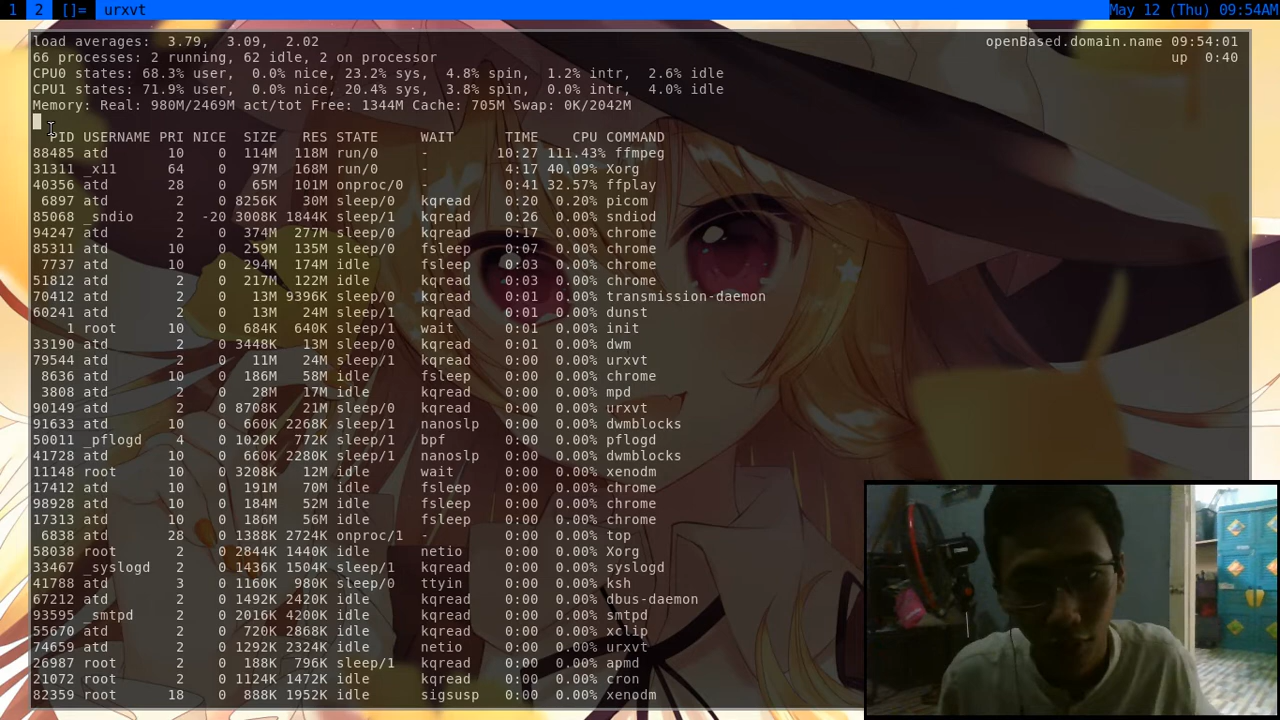 1 2 []= urxvt May 12 (Thu) 09:54AM
load averages: 3.79, 3.09, 2.02 openBased.domain.name 09:54:01
66 processes: 2 running, 62 idle, 2 on processor up 0:40
CPU0 states: 68.3% user, 0.0% nice, 23.2% sys, 4.8% spin, 1.2% intr, 2.6% idle
CPU1 states: 71.9% user, 0.0% nice, 20.4% sys, 3.8% spin, 0.0% intr, 4.0% idle
Memory: Real: 980M/2469M act/tot Free: 1344M Cache: 705M Swap: 0K/2042M
PID USERNAME PRI NICE SIZE RES STATE WAIT TIME CPU COMMAND
88485 atd 10 0 114M 118M run/0 - 10:27 111.43% ffmpeg
31311 _x11 64 0 97M 168M run/0 - 4:17 40.09% Xorg
40356 atd 28 0 65M 101M onproc/0 - 0:41 32.57% ffplay
6897 atd 2 0 8256K 30M sleep/0 kqread 0:20 0.20% picom
85068 _sndio 2 -20 3008K 1844K sleep/1 kqread 0:26 0.00% sndiod
94247 atd 2 0 374M 277M sleep/0 kqread 0:17 0.00% chrome
85311 atd 10 0 259M 135M sleep/0 fsleep 0:07 0.00% chrome
7737 atd 10 0 294M 174M idle fsleep 0:03 0.00% chrome
51812 atd 2 0 217M 122M idle kqread 0:03 0.00% chrome
70412 atd 2 0 13M 9396K sleep/0 kqread 0:01 0.00% transmission-daemon
60241 atd 2 0 13M 24M sleep/1 kqread 0:01 0.00% dunst
1 root 10 0 684K 640K sleep/1 wait 0:01 0.00% init
33190 atd 2 0 3448K 13M sleep/0 kqread 0:01 0.00% dwm
79544 atd 2 0 11M 24M sleep/1 kqread 0:00 0.00% urxvt
8636 atd 10 0 186M 58M idle fsleep 0:00 0.00% chrome
3808 atd 2 0 28M 17M idle kqread 0:00 0.00% mpd
90149 atd 2 0 8708K 21M sleep/0 kqread 0:00 0.00% urxvt
91633 atd 10 0 660K 2268K sleep/1 nanoslp 0:00 0.00% dwmblocks
50011 _pflogd 4 0 1020K 772K sleep/1 bpf 0:00 0.00% pflogd
41728 atd 10 0 660K 2280K sleep/1 nanoslp 0:00 0.00% dwmblocks
11148 root 10 0 3208K 12M idle wait 0:00 0.00% xenodm
17412 atd 10 0 191M 70M idle fsleep 0:00 0.00% chrome
98928 atd 10 0 184M 52M idle fsleep 0:00 0.00% chrome
17313 atd 10 0 186M 56M idle fsleep 0:00 0.00% chrome
6838 atd 28 0 1388K 2724K onproc/1 - 0:00 0.00% top
58038 root 2 0 2844K 1440K idle netio 0:00 0.00% Xorg
33467 _syslogd 2 0 1436K 1504K sleep/1 kqread 0:00 0.00% syslogd
41788 atd 3 0 1160K 980K sleep/0 ttyin 0:00 0.00% ksh
67212 atd 2 0 1492K 2420K idle kqread 0:00 0.00% dbus-daemon
93595 _smtpd 2 0 2016K 4200K idle kqread 0:00 0.00% smtpd
55670 atd 2 0 720K 2868K idle kqread 0:00 0.00% xclip
74659 atd 2 0 1292K 2324K idle netio 0:00 0.00% urxvt
26987 root 2 0 188K 796K sleep/1 kqread 0:00 0.00% apmd
21072 root 2 0 1124K 1472K idle kqread 0:00 0.00% cron
82359 root 18 0 888K 1952K idle sigsusp 0:00 0.00% xenodm